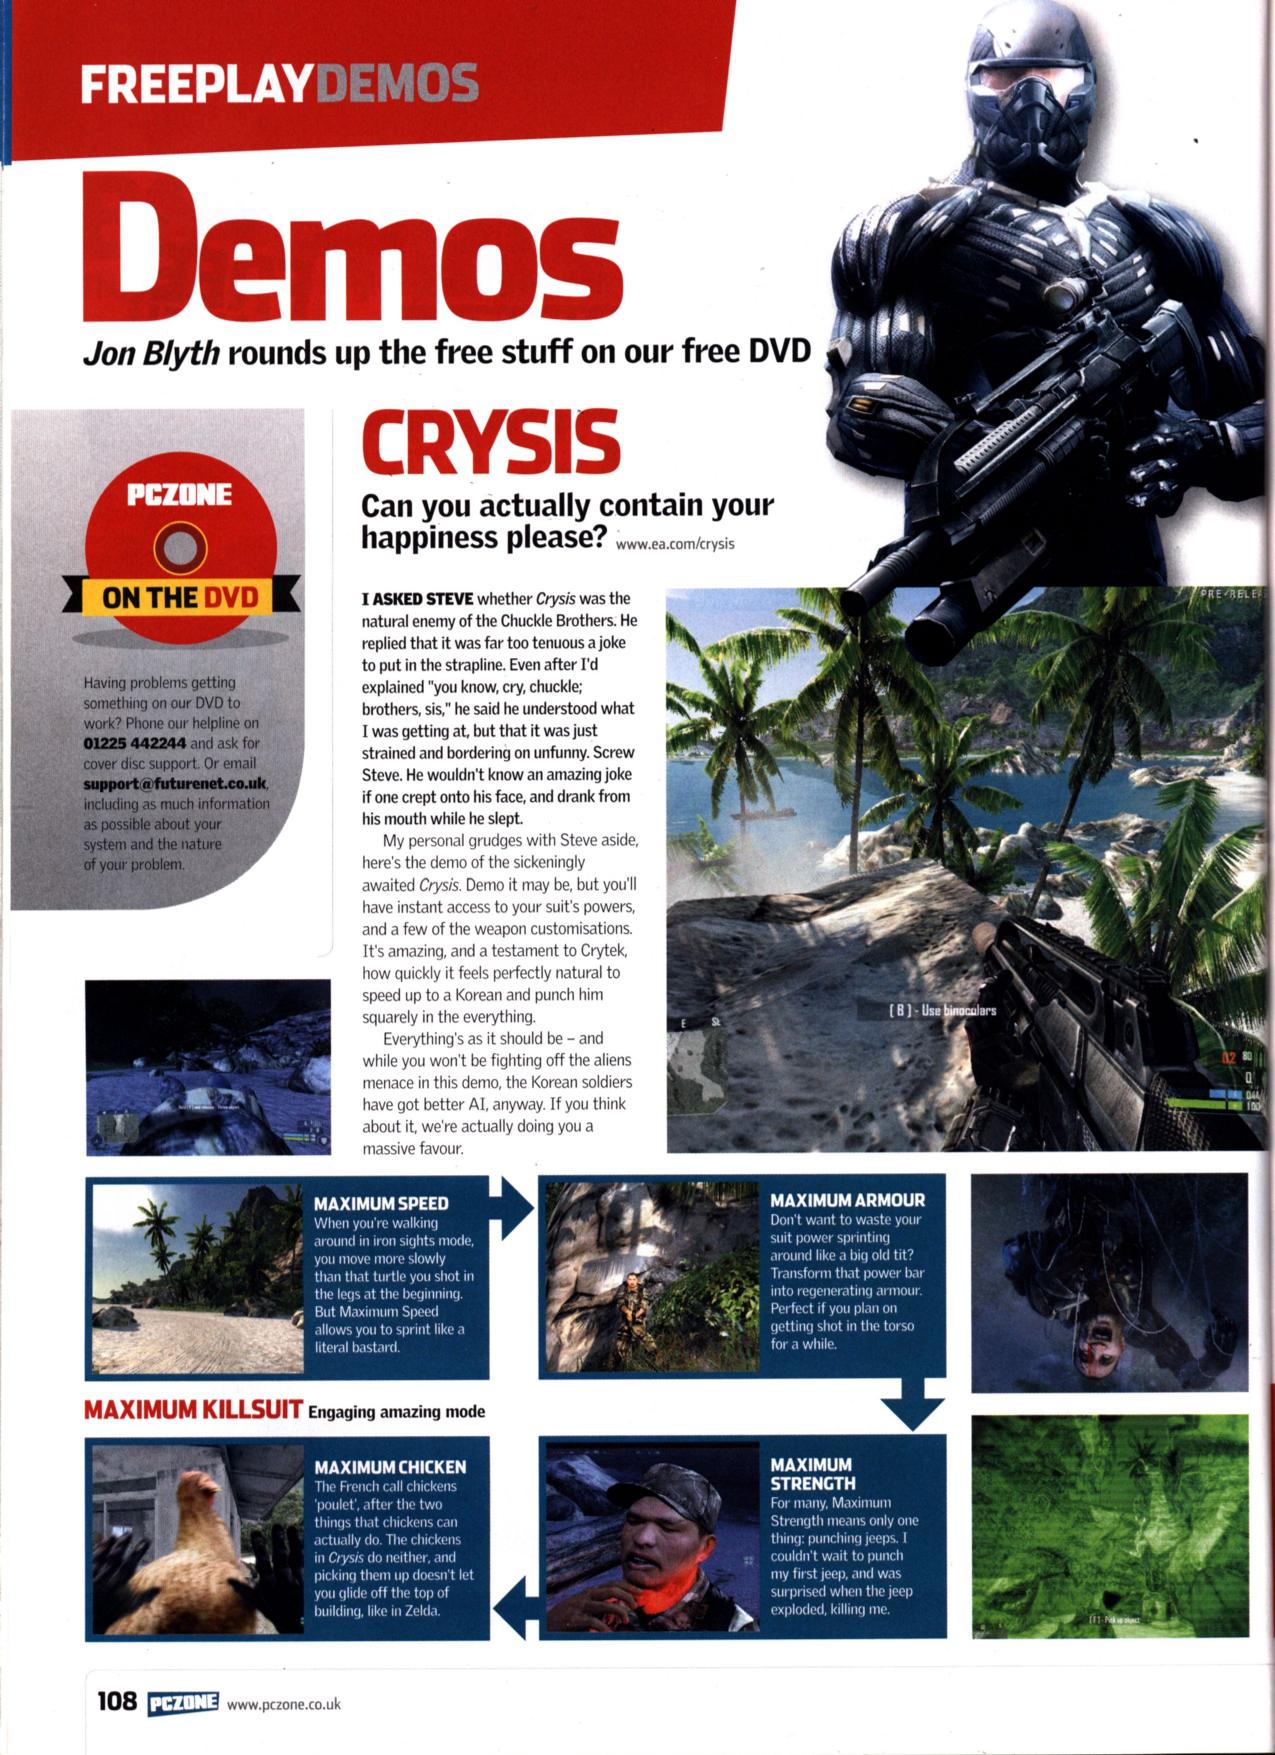 FREEPLAYDEMOS
Demos
Jon Blyth rounds up the free stuff on our free DVD
PCZONE
ON THE DVD
Having problems getting
something on our DVD to
work? Phone our helpline on
01225 442244 and ask for
cover disc support. Or email
support@futurenet.co.uk,
including as much information
as possible about your
system and the nature
of your problem.
CRYSIS
Can you actually contain your
happiness please? www.ea.com/crysis
I ASKED STEVE whether Crysis was the
natural enemy of the Chuckle Brothers. He
replied that it was far too tenuous a joke
to put in the strapline. Even after I'd
explained "you know, cry, chuckle;
brothers, sis," he said he understood what
I was getting at, but that it was just
strained and bordering on unfunny. Screw
Steve. He wouldn't know an amazing joke
if one crept onto his face, and drank from
his mouth while he slept.
My personal grudges with Steve aside,
here's the demo of the sickeningly
awaited Crysis. Demo it may be, but you'll
have instant access to your suit's powers,
and a few of the weapon customisations.
It's amazing, and a testament to Crytek,
how quickly it feels perfectly natural to
speed up to a Korean and punch him
squarely in the everything.
Everything's as it should be – and
while you won't be fighting off the aliens
menace in this demo, the Korean soldiers
have got better AI, anyway. If you think
about it, we're actually doing you a
massive favour.
PRE-RELEA
[ B ] - Use binoculars
E
80
0
100
MAXIMUM SPEED
When you're walking
around in iron sights mode,
you move more slowly
than that turtle you shot in
the legs at the beginning.
But Maximum Speed
allows you to sprint like a
literal bastard.
MAXIMUM ARMOUR
Don't want to waste your
suit power sprinting
around like a big old tit?
Transform that power bar
into regenerating armour.
Perfect if you plan on
getting shot in the torso
for a while.
MAXIMUM KILLSUIT Engaging amazing mode
MAXIMUM
STRENGTH
For many, Maximum
Strength means only one
thing: punching jeeps. I
couldn't wait to punch
my first jeep, and was
surprised when the jeep
exploded, killing me.
MAXIMUM CHICKEN
The French call chickens
'poulet', after the two
things that chickens can
actually do. The chickens
in Crysis do neither, and
picking them up doesn't let
you glide off the top of
building, like in Zelda.
[ F ] - Pick up object
108 PCZONE www.pczone.co.uk